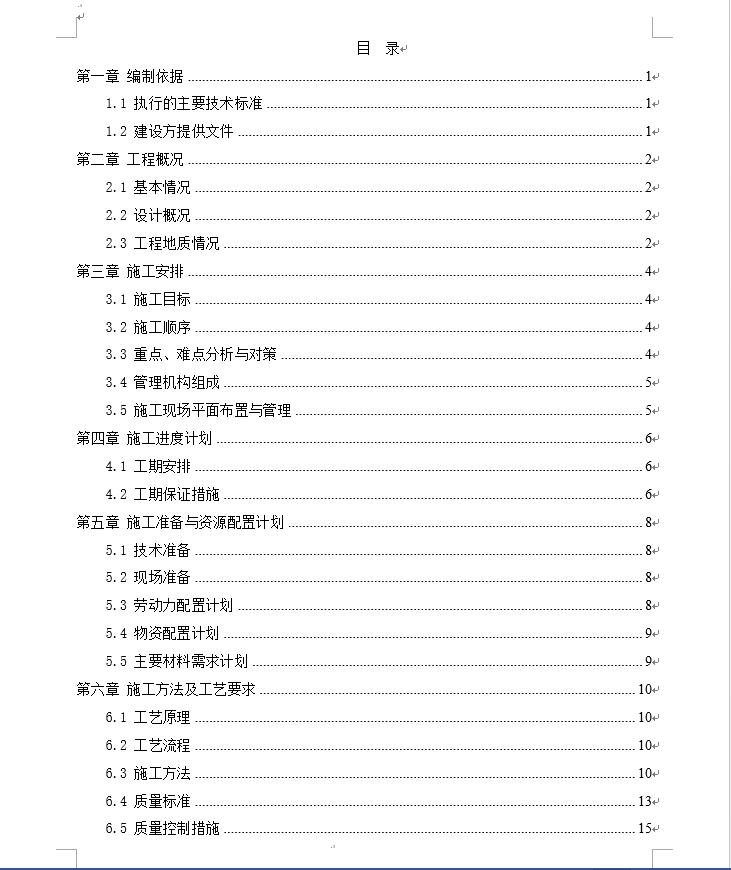 目 录
第一章 编制依据 1
1.1 执行的主要技术标准 1
1.2 建设方提供文件 1
第二章 工程概况 2
2.1 基本情况 2
2.2 设计概况 2
2.3 工程地质情况 2
第三章 施工安排 4
3.1 施工目标 4
3.2 施工顺序 4
3.3 重点、难点分析与对策 4
3.4 管理机构组成 5
3.5 施工现场平面布置与管理 5
第四章 施工进度计划 6
4.1 工期安排 6
4.2 工期保证措施 6
第五章 施工准备与资源配置计划 8
5.1 技术准备 8
5.2 现场准备 8
5.3 劳动力配置计划 8
5.4 物资配置计划 9
5.5 主要材料需求计划 9
第六章 施工方法及工艺要求 10
6.1 工艺原理 10
6.2 工艺流程 10
6.3 施工方法 10
6.4 质量标准 13
6.5 质量控制措施 15